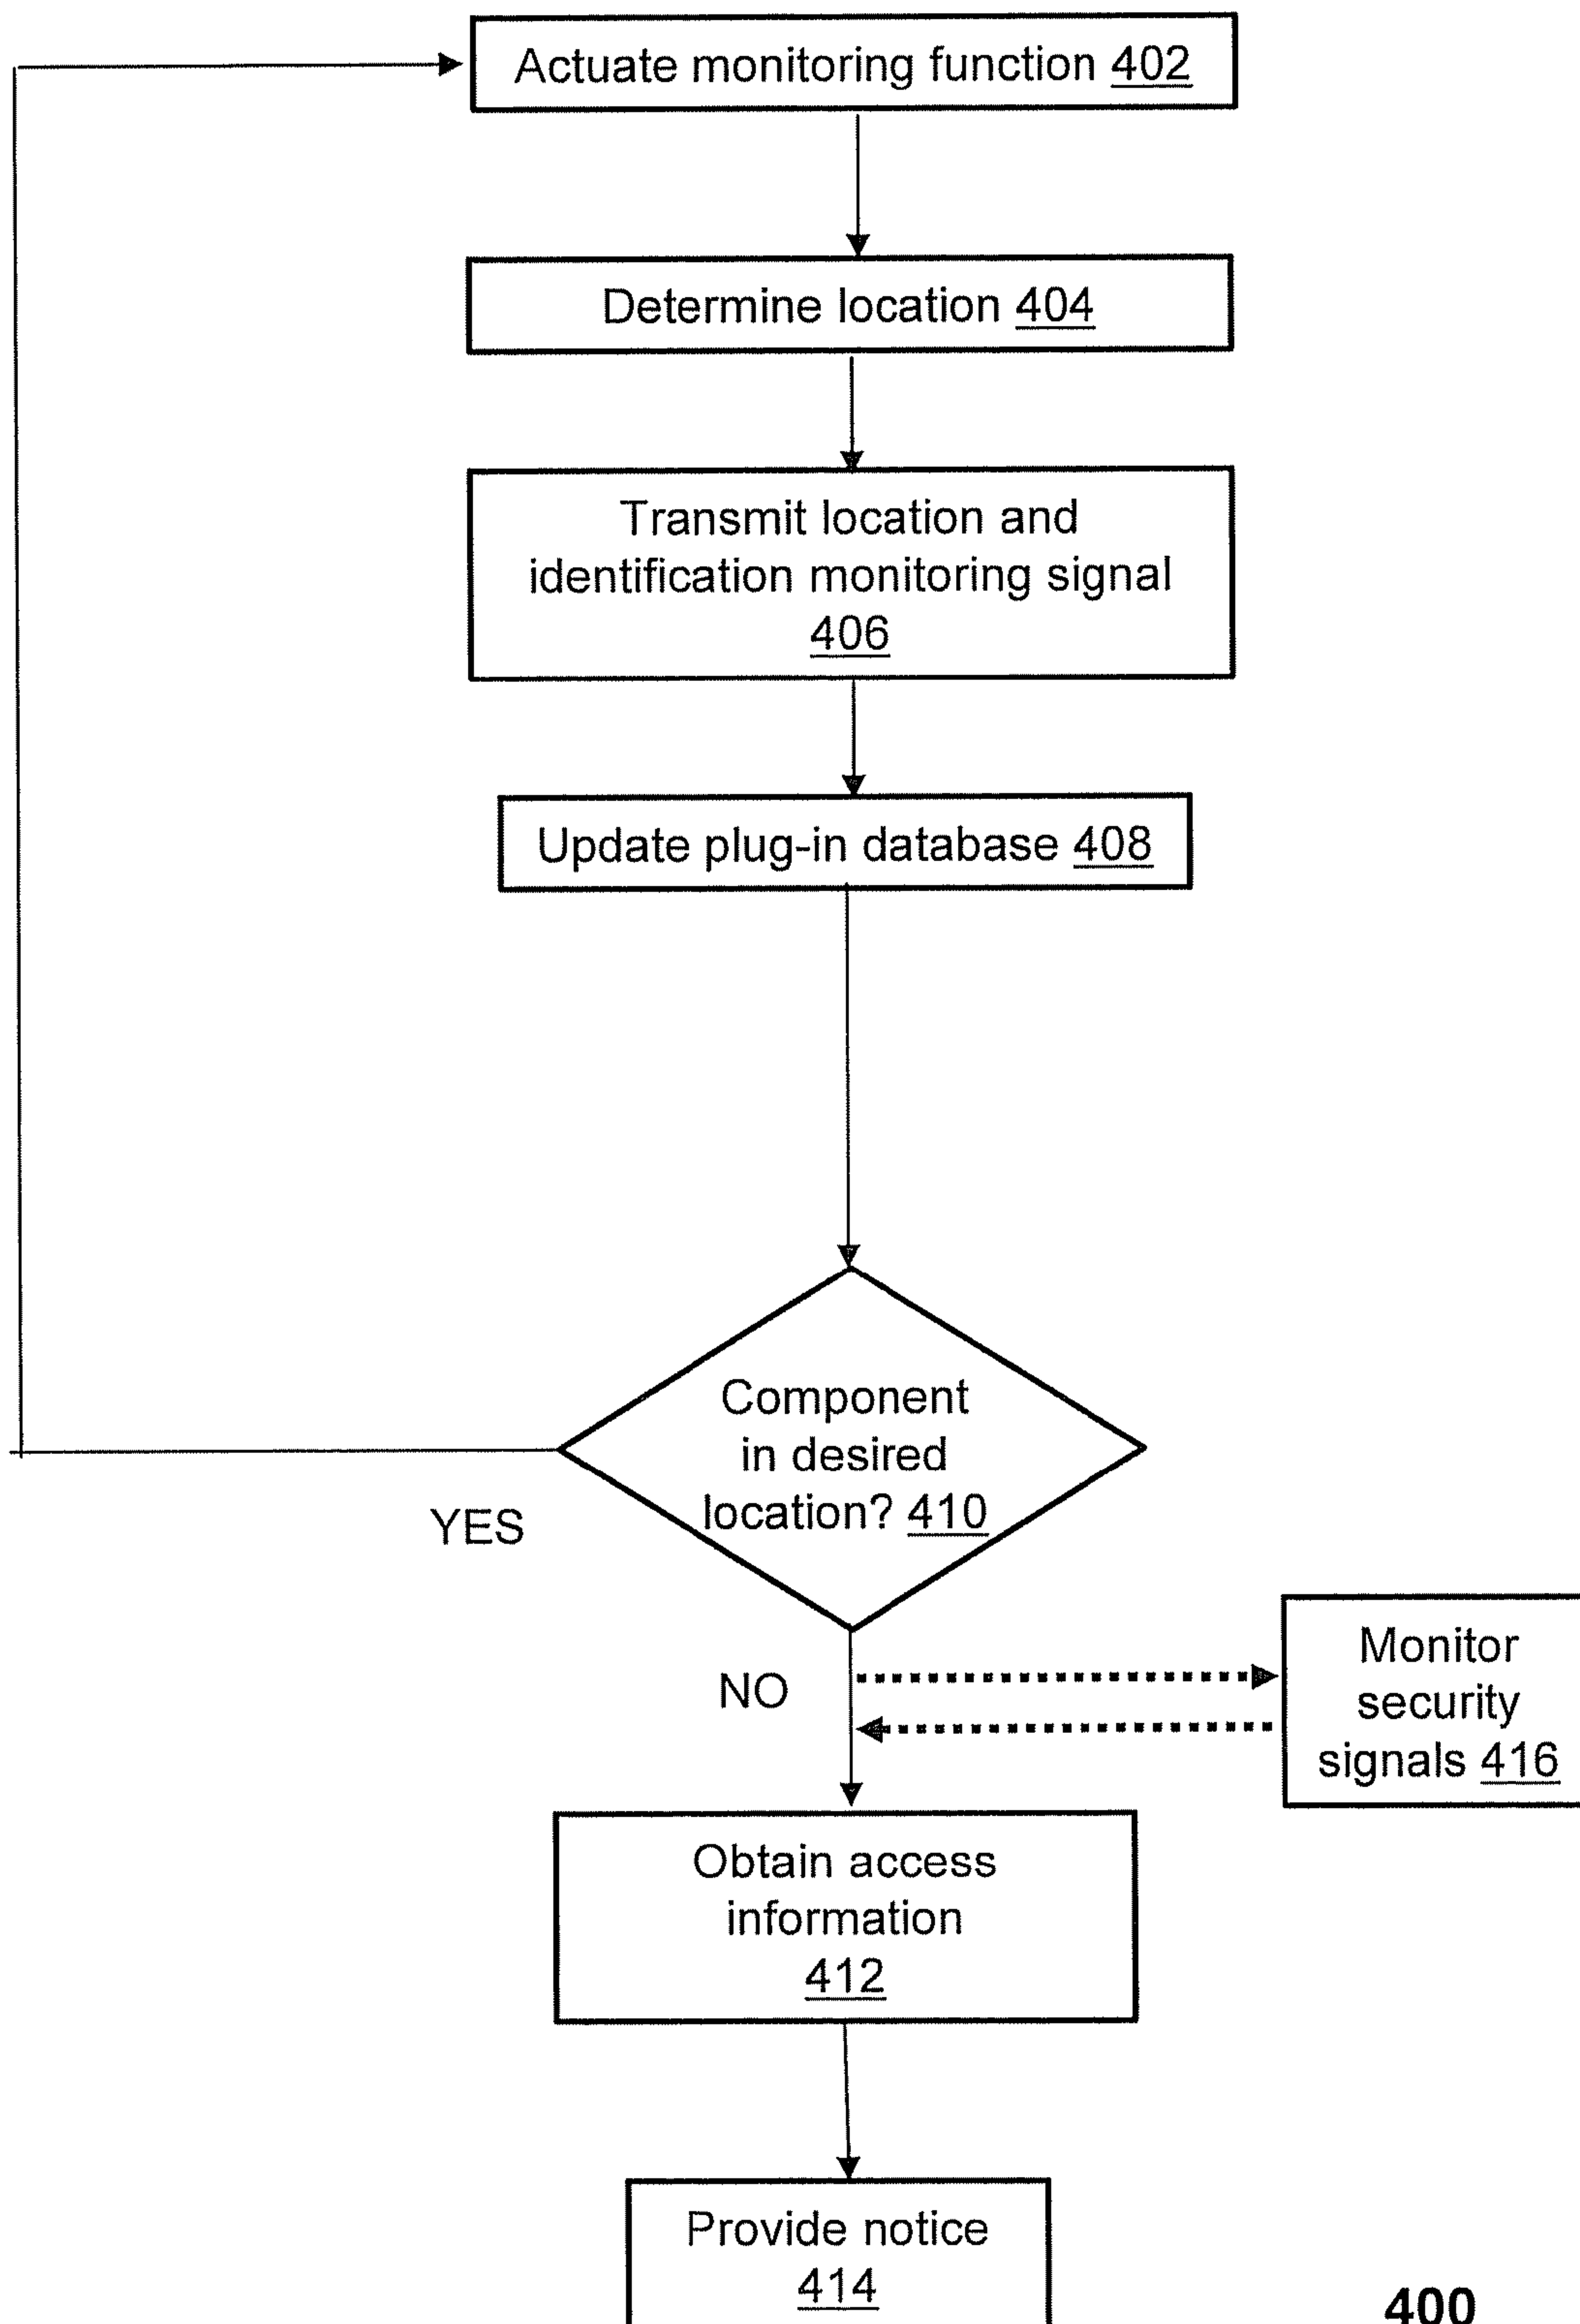 Actuate monitoring function 402
Determine location 404
Transmit location and
identification monitoring signal
406
Update plug-in database 408
Component
in desired
location? 410
YES
NO
Monitor
security
signals 416
Obtain access
information
412
Provide notice
414
400